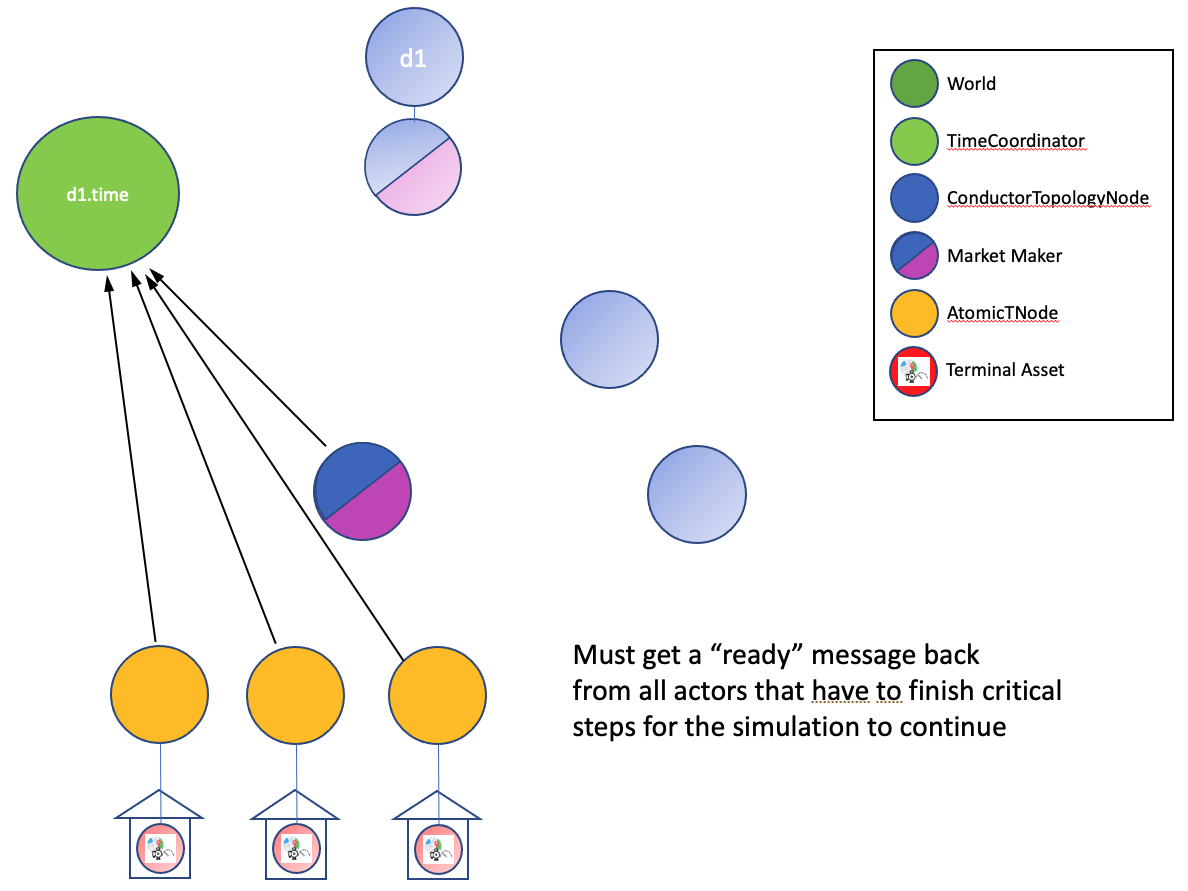 d1
d1.time
World
TimeCoordinator
ConductorTopologyNode
Market Maker
AtomicTNode
Terminal Asset
Must get a “ready” message back
from all actors that have to finish critical
steps for the simulation to continue